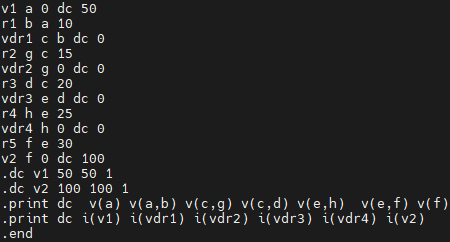 v1 a 0 dc 50
r1 b a 10
vdr1 c b dc 0
r2 g c 15
vdr2 g 0 dc 0
r3 d c 20
vdr3 e d dc 0
r4 h e 25
vdr4 h 0 dc 0
r5 f e 30
v2 f 0 dc 100
.dc v1 50 50 1
.dc v2 100 100 1
.print dc  v(a) v(a,b) v(c,g) v(c,d) v(e,h)  v(e,f) v(f)
.print dc i(v1) i(vdr1) i(vdr2) i(vdr3) i(vdr4) i(v2)
.end